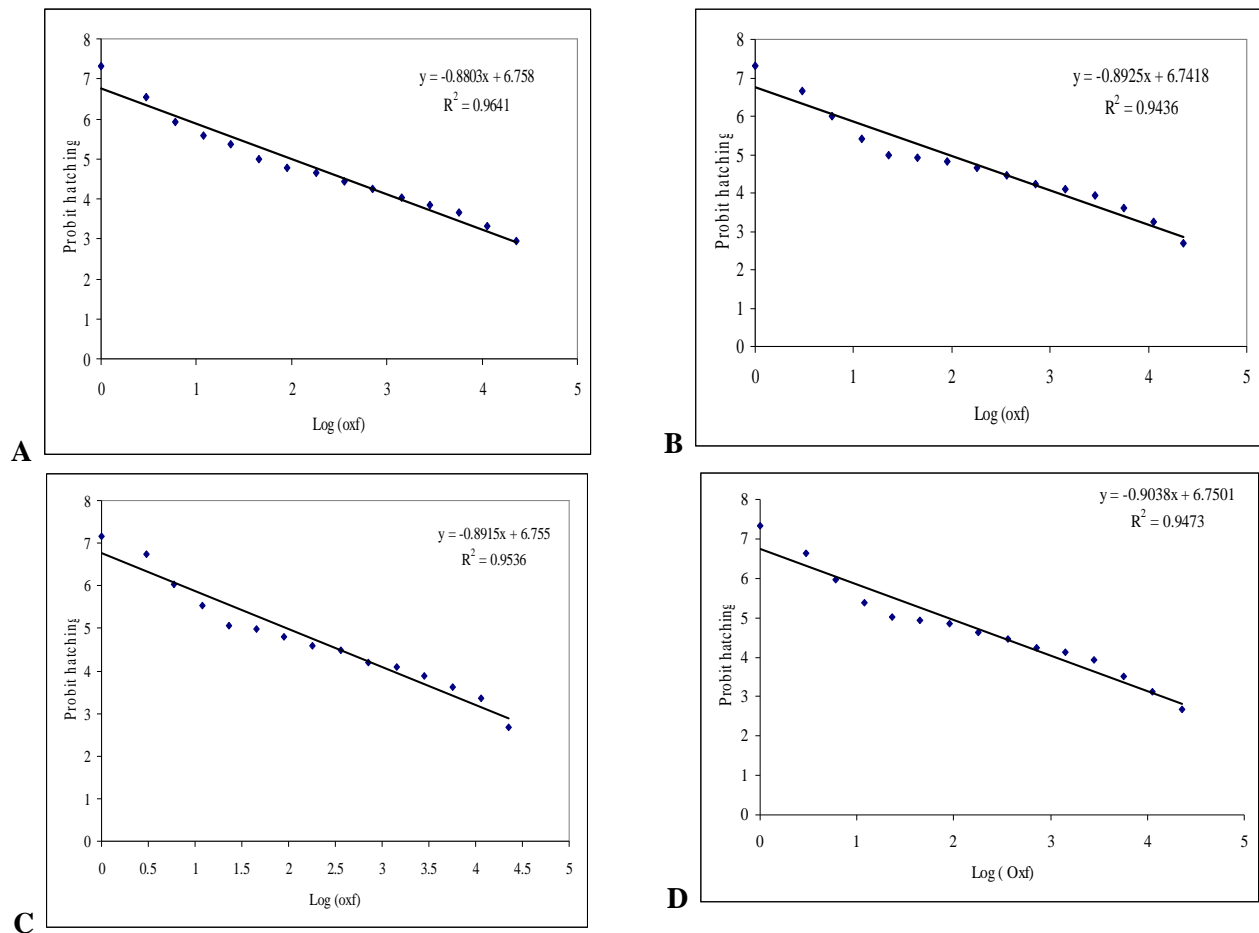 8
7
6
5
4
3
2
1
0
0 1 2 3 4 5
Probit hatching
Log (oxf)
y = -0.8803x + 6.758
R² = 0.9641
A
8
7
6
5
4
3
2
1
0
0 1 2 3 4 5
Probit hatching
Log (oxf)
y = -0.8925x + 6.7418
R² = 0.9436
B
8
7
6
5
4
3
2
1
0
0 0.5 1 1.5 2 2.5 3 3.5 4 4.5 5
Probit hatching
Log (oxf)
y = -0.8915x + 6.755
R² = 0.9536
C
8
7
6
5
4
3
2
1
0
0 1 2 3 4 5
Probit hatching
Log ( Oxf)
y = -0.9038x + 6.7501
R² = 0.9473
D